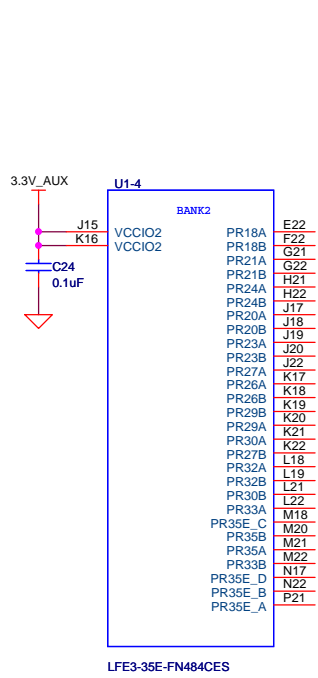 3.3V_AUX
U1-4
BANK2
J15 VCCIO2
K16 VCCIO2
C24
0.1uF
PR18A E22
PR18B F22
PR21A G21
PR21B G22
PR24A H21
PR24B H22
PR20A J17
PR20B J18
PR23A J19
PR23B J20
PR27A J22
PR26A K17
PR26B K18
PR29B K19
PR29A K20
PR30A K21
PR27B K22
PR32A L18
PR32B L19
PR30B L21
PR33A L22
PR35E_C M18
PR35B M20
PR35A M21
PR33B M22
PR35E_D N17
PR35E_B N22
PR35E_A P21
LFE3-35E-FN484CES